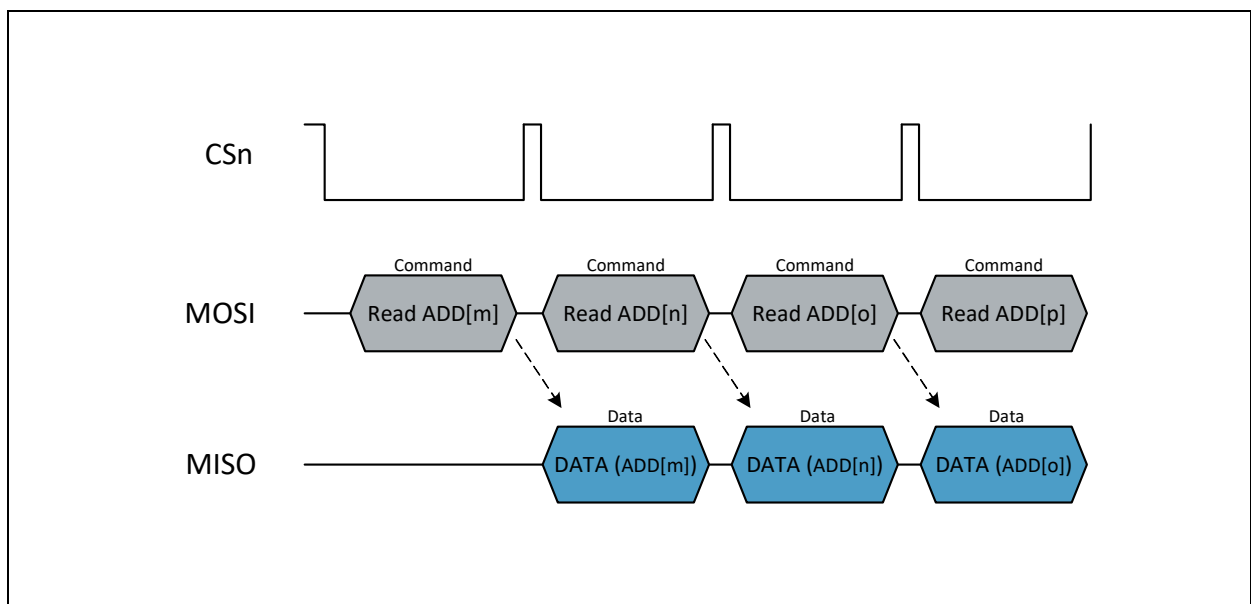 CSn
Command Command Command Command
MOSI Read ADD[m] Read ADD[n] Read ADD[o] Read ADD[p]
Data Data Data
MISO DATA (ADD[m]) DATA (ADD[n]) DATA (ADD[o])